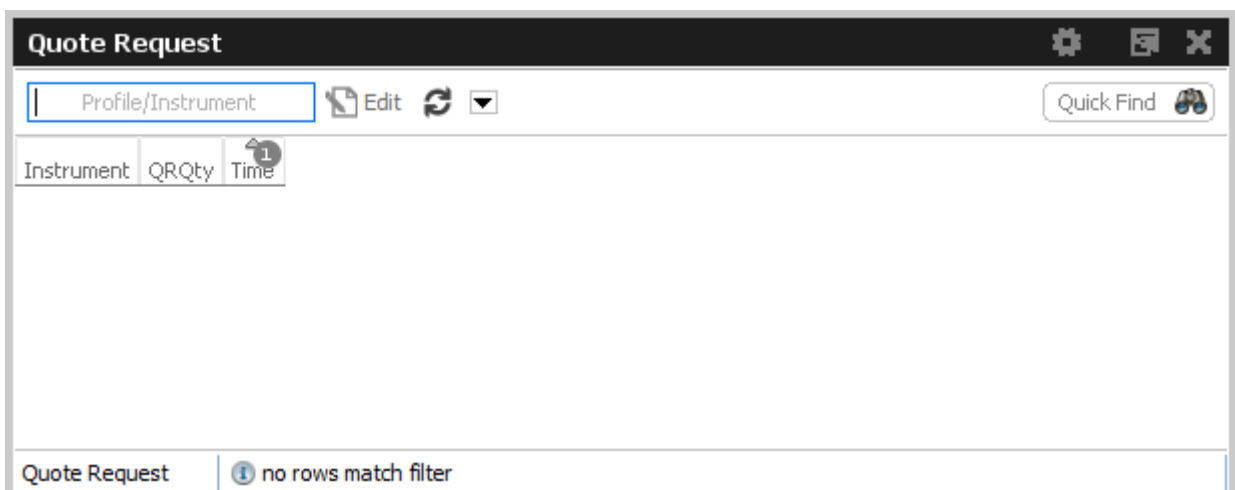 Quote Request
Profile/Instrument Edit Quick Find
Instrument QRQty Time 1
Quote Request no rows match filter